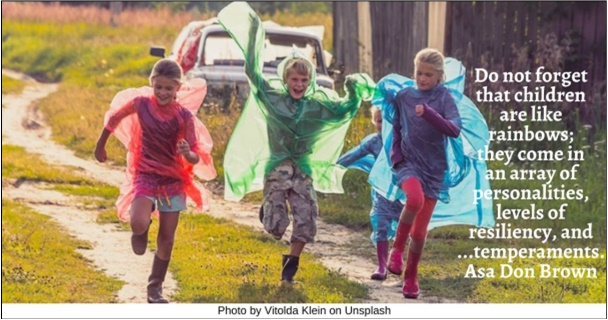 Do not forget
that children
are like
rainbows;
they come in
an array of
personalities,
levels of
resiliency, and
...temperaments.
Asa Don Brown
Photo by Vitolda Klein on Unsplash